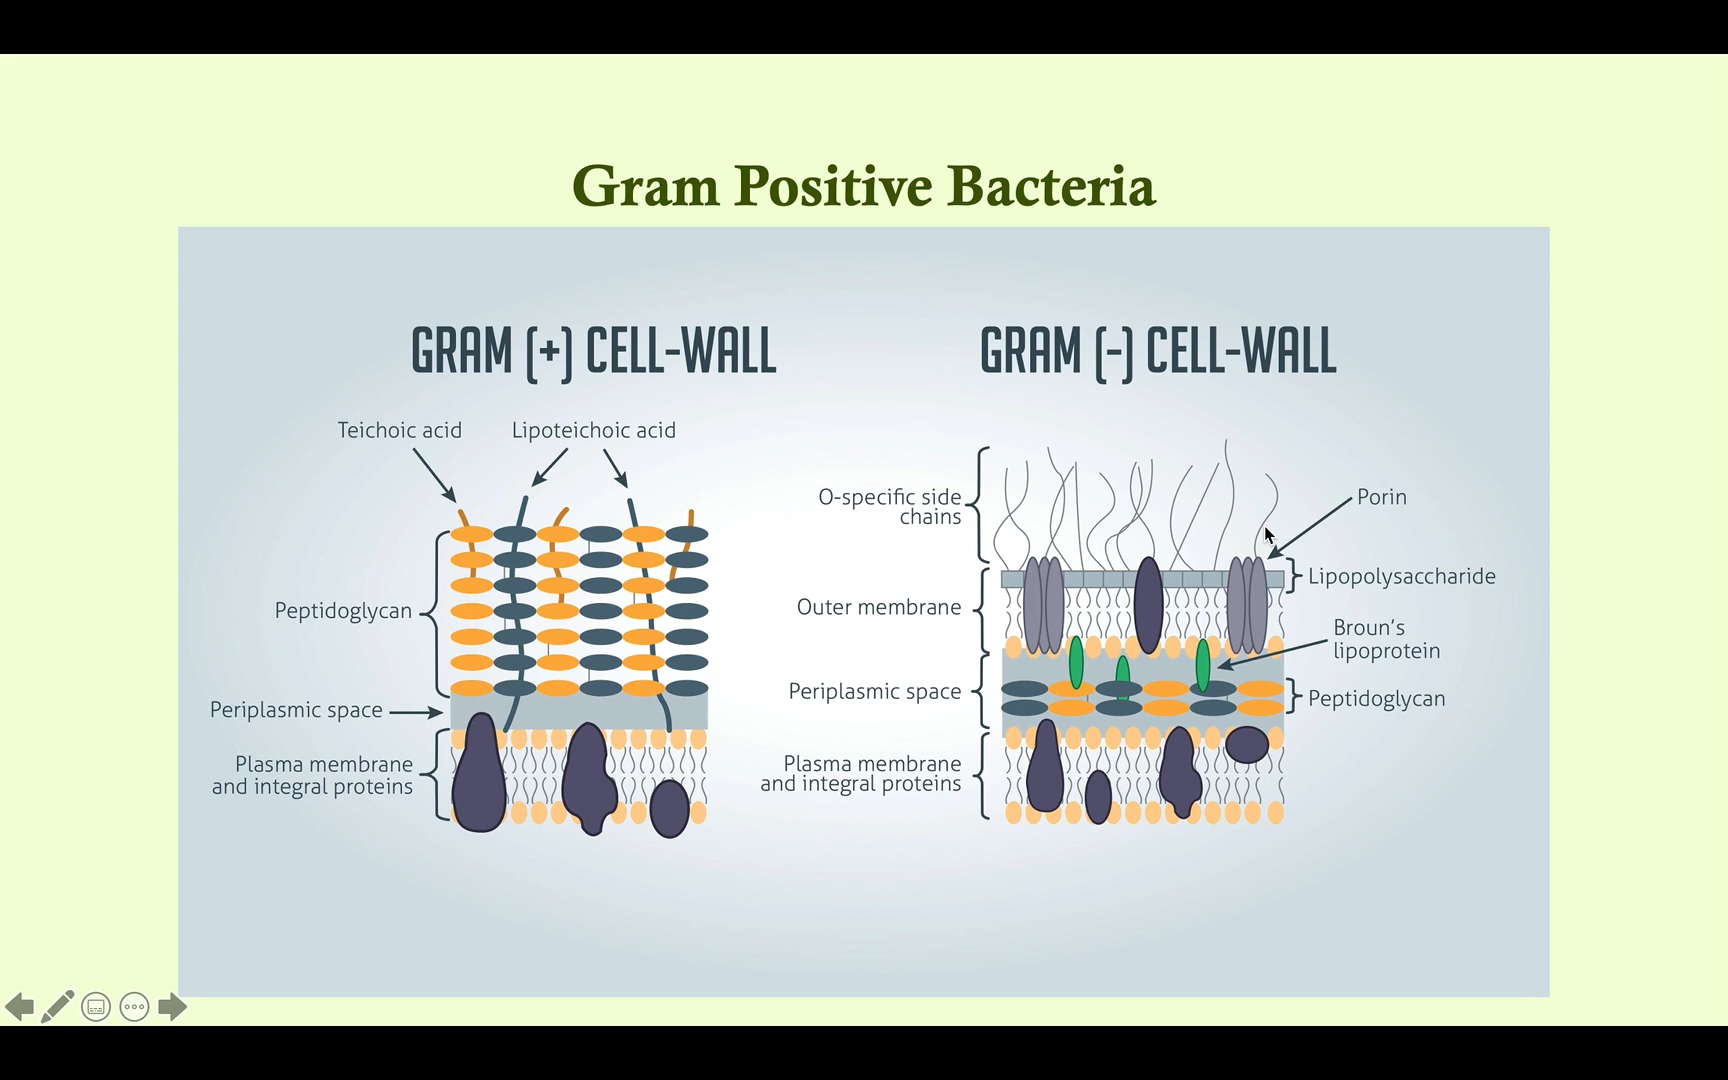 Gram Positive Bacteria
GRAM (+) CELL-WALL
Teichoic acid
Lipoteichoic acid
Peptidoglycan
Periplasmic space
Plasma membrane
and integral proteins
GRAM (-) CELL-WALL
O-specific side
chains
Outer membrane
Periplasmic space
Plasma membrane
and integral proteins
Porin
Lipopolysaccharide
Broun's
lipoprotein
Peptidoglycan